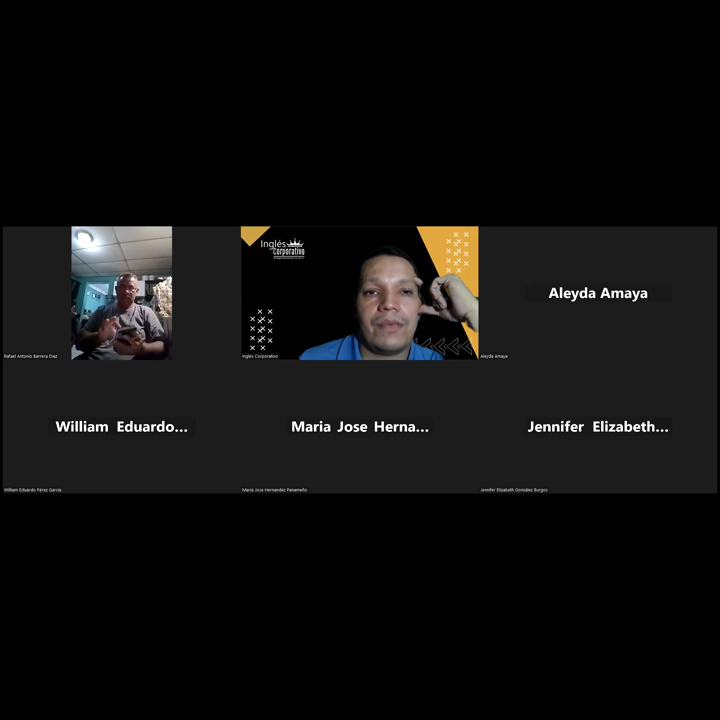 Inglés
Corporativo
Rafael Antonio Barrera Diaz
Inglés Corporativo
Aleyda Amaya
Aleyda Amaya
William Eduardo...
Maria Jose Herna...
Jennifer Elizabeth...
William Eduardo Pérez García
Maria Jose Hernandez Panameño
Jennifer Elizabeth González Burgos